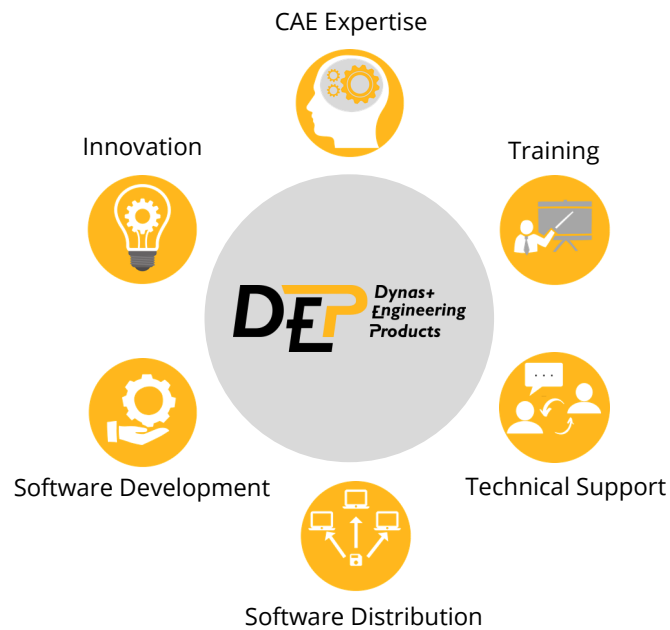 CAE Expertise
Innovation
Training
DEP
Dynas+
Engineering
Products
Software Development
Technical Support
Software Distribution